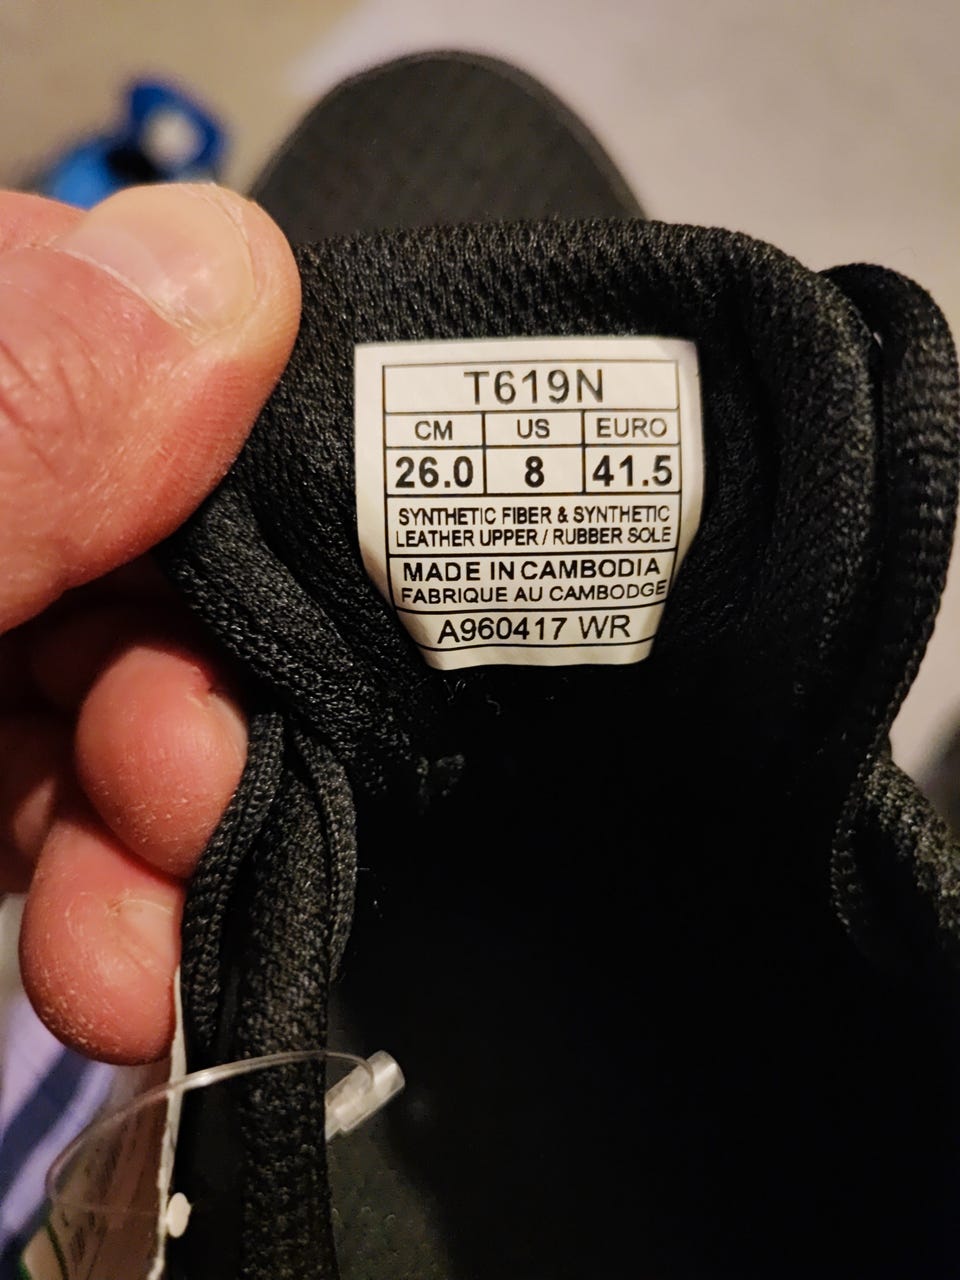 T619N
CM US EURO
26.0 8 41.5
SYNTHETIC FIBER & SYNTHETIC
LEATHER UPPER / RUBBER SOLE
MADE IN CAMBODIA
FABRIQUE AU CAMBODGE
A960417 WR